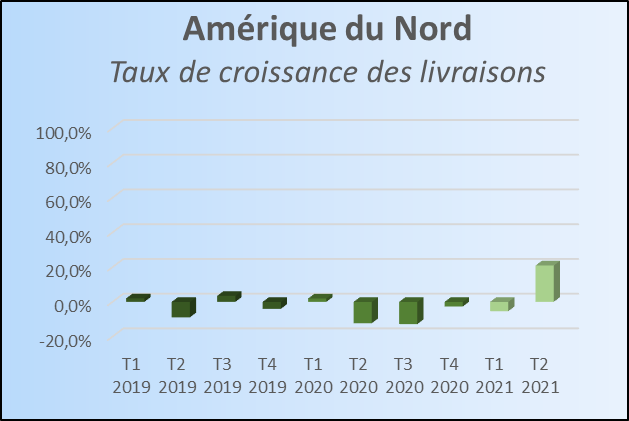 Amérique du Nord
Taux de croissance des livraisons
100,0%
80,0%
60,0%
40,0%
20,0%
0,0%
-20,0%
T1 T2 T3 T4 T1 T2 T3 T4 T1 T2
2019 2019 2019 2019 2020 2020 2020 2020 2021 2021